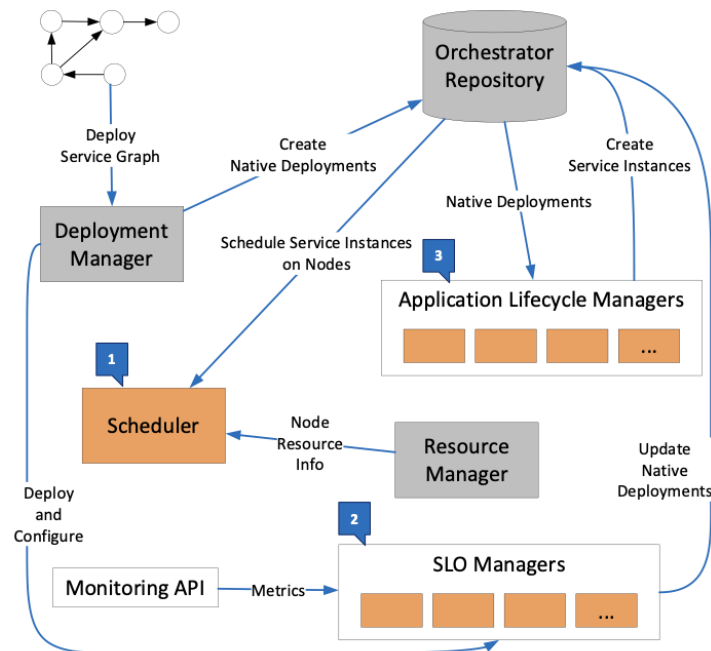 Orchestrator
Repository
Deploy
Service Graph
Create
Native Deployments
Create
Service Instances
Deployment
Manager
Native Deployments
Schedule Service Instances
on Nodes
3
Application Lifecycle Managers
...
1
Scheduler
Node
Resource
Info
Resource
Manager
Update
Native
Deployments
Deploy
and
Configure
2
SLO Managers
...
Monitoring API
Metrics